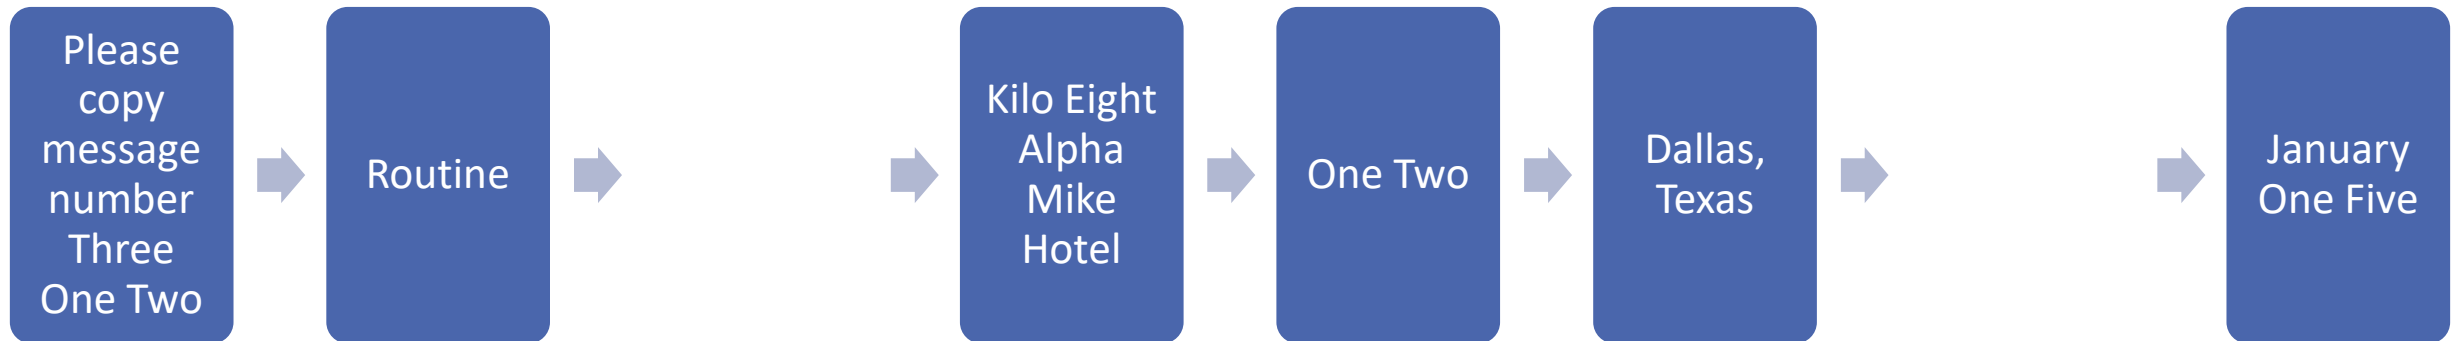 Please
copy
message
number
Three
One Two
Routine
Kilo Eight
Alpha
Mike
Hotel
One Two
Dallas,
Texas
January
One Five